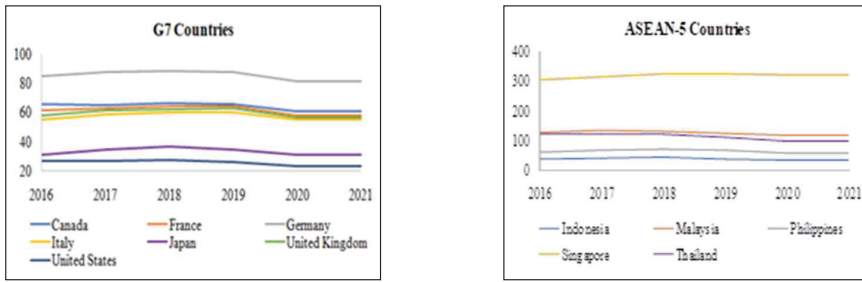 G7 Countries
100
80
60
40
20
2016 2017 2018 2019 2020 2021
Canada France Germany
Italy Japan United Kingdom
United States
ASEAN-5 Countries
400
300
200
100
0
2016 2017 2018 2019 2020 2021
Indonesia Malaysia Philippines
Singapore Thailand